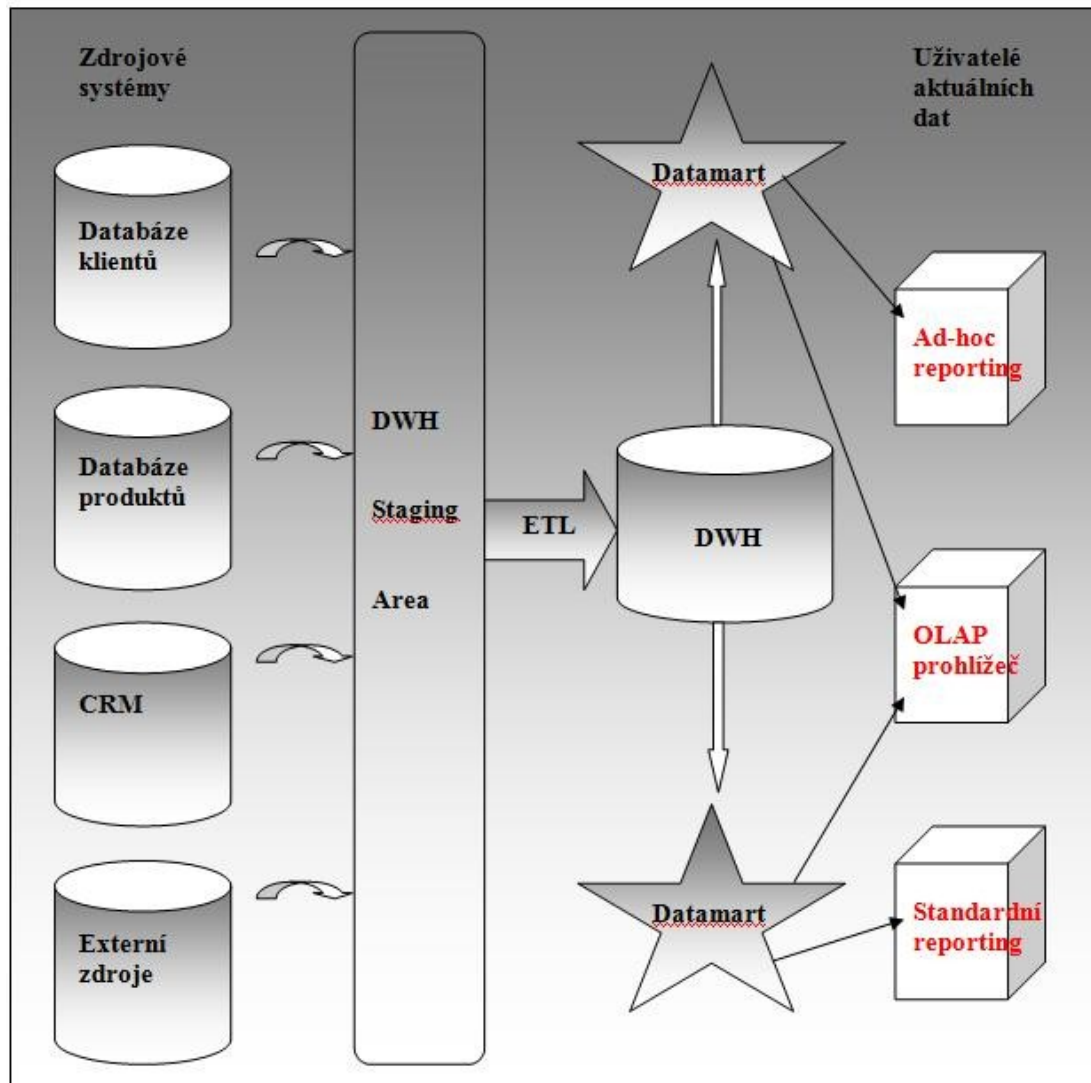 Zdrojové
systémy
Databáze
klientů
Databáze
produktů
CRM
Externí
zdroje
DWH
Staging
Area
ETL
Datamart
DWH
Datamart
Uživatelé
aktuálních
dat
Ad-hoc
reporting
OLAP
prohlížeč
Standardní
reporting